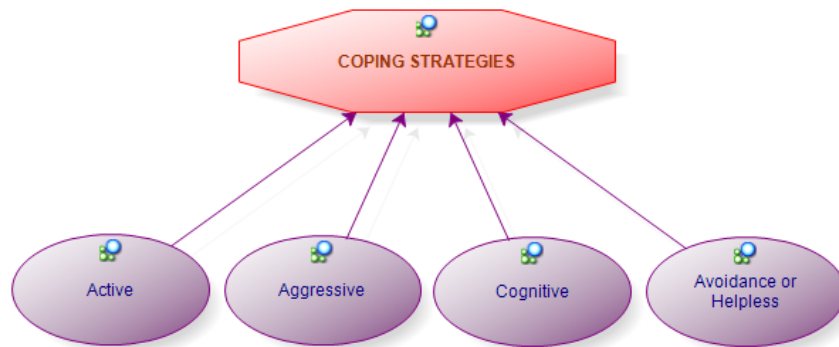 COPING STRATEGIES
Active
Aggressive
Cognitive
Avoidance or
Helpless